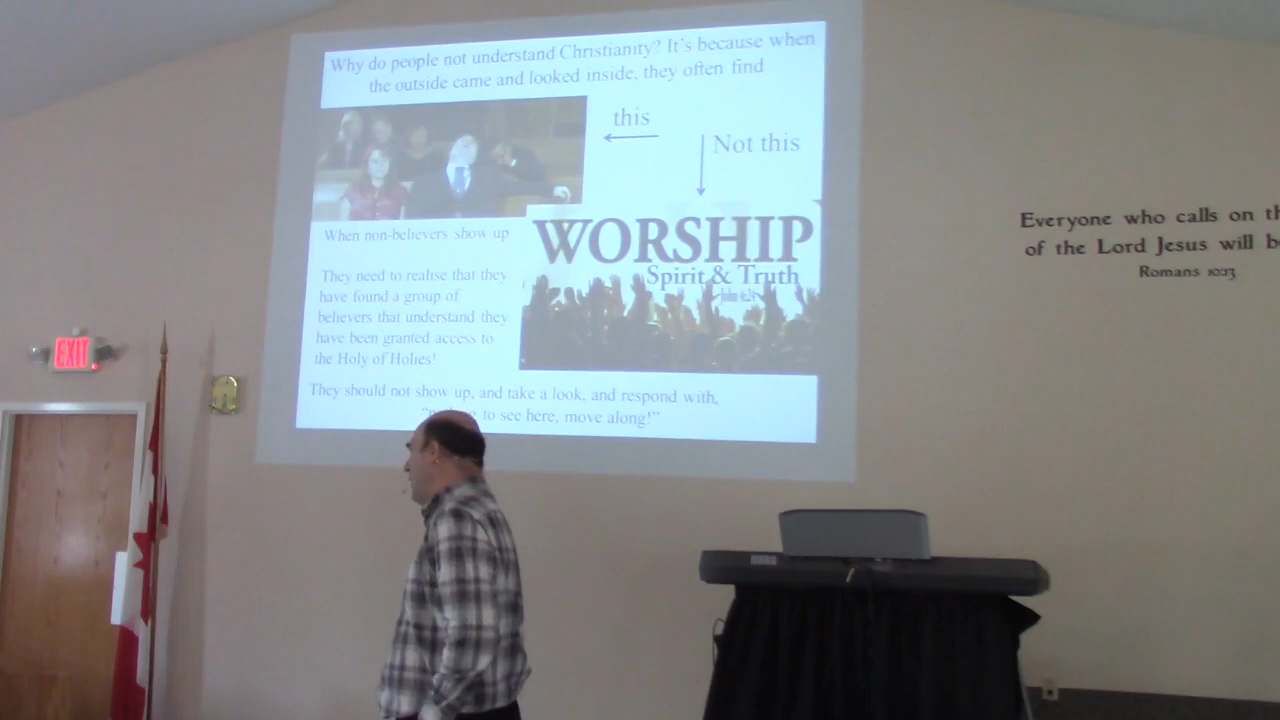 Why do people not understand Christianity? It's because when
the outside came and looked inside, they often find
this
Not this
WORSHIP
Spirit & Truth
John 4:24
When non-believers show up
They need to realise that they
have found a group of
believers that understand they
have been granted access to
the Holy of Holies!
They should not show up, and take a look, and respond with,
to see here, move along!"
Everyone who calls on th
of the Lord Jesus will b
Romans 10:13
EXIT